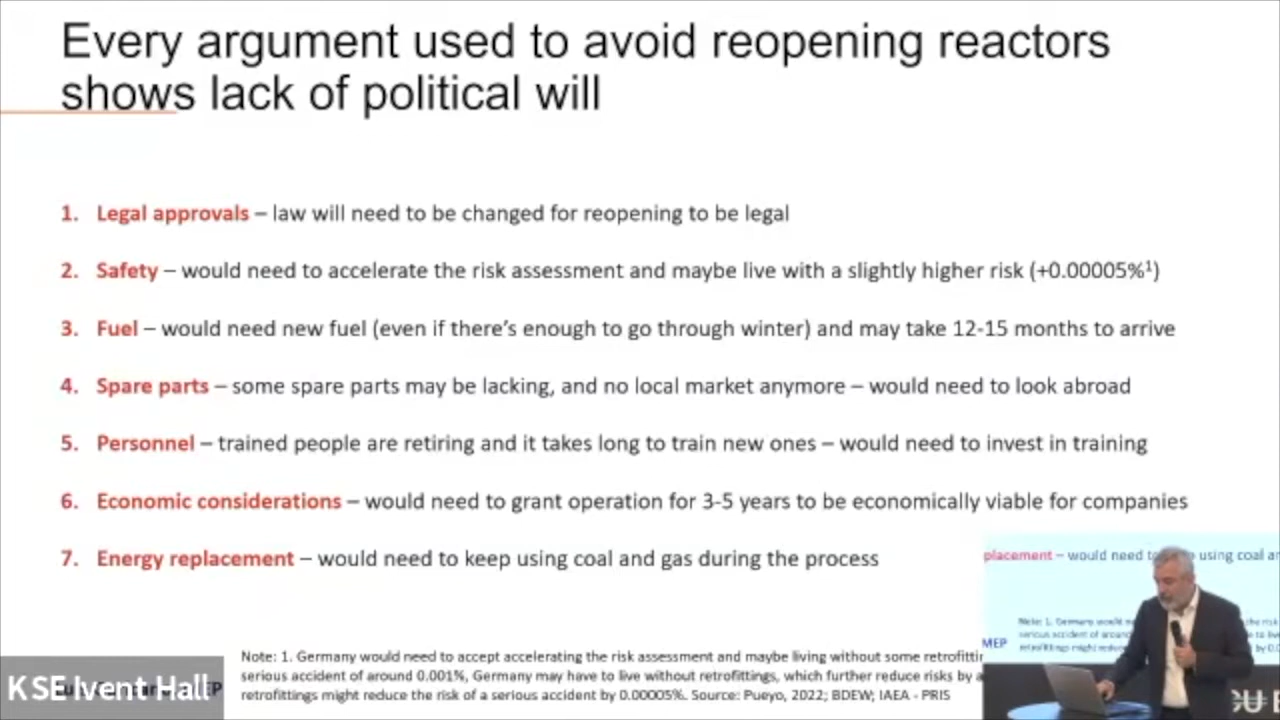 Every argument used to avoid reopening reactors
shows lack of political will
1. Legal approvals – law will need to be changed for reopening to be legal
2. Safety – would need to accelerate the risk assessment and maybe live with a slightly higher risk (+0.00005%¹)
3. Fuel – would need new fuel (even if there's enough to go through winter) and may take 12-15 months to arrive
4. Spare parts – some spare parts may be lacking, and no local market anymore – would need to look abroad
5. Personnel – trained people are retiring and it takes long to train new ones – would need to invest in training
6. Economic considerations – would need to grant operation for 3-5 years to be economically viable for companies
7. Energy replacement – would need to keep using coal and gas during the process
Note: 1. Germany would need to accept accelerating the risk assessment and maybe living without some
serious accident of around 0.001%, Germany may have to live without retrofittings, which further reduce risks by
retrofittings might reduce the risk of a serious accident by 0.00005%. Source: Pueyo, 2022; BDEW; IAEA - PRIS
KSE Ivent Hall
placement – would need using coal
Note: 1. Germany
MEP